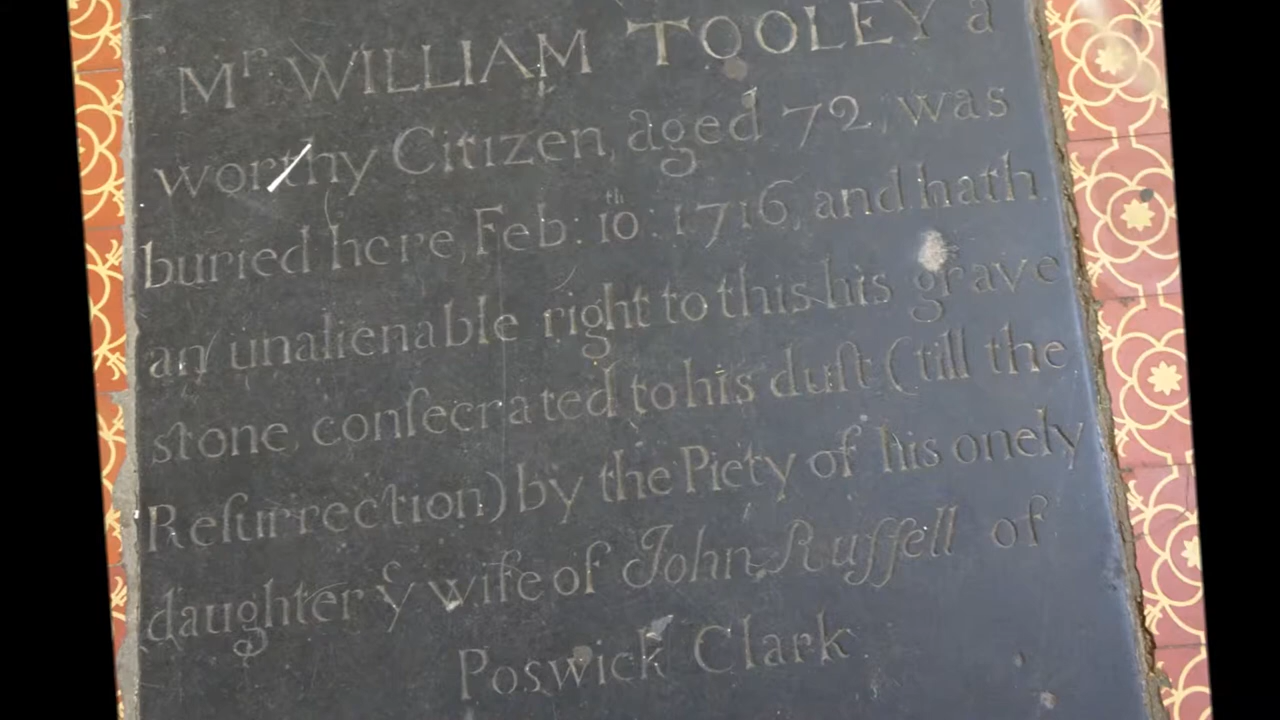 Mr WILLIAM TOOLEY a
worthy Citizen, aged 72, was
buried here, Feb: 10th: 1716, and hath
an unalienable right to this his grave
stone, conſecrated to his duſt (till the
Reſurrection) by the Piety of his onely
daughter ye wife of John Ruſſell of
Poswick Clark.